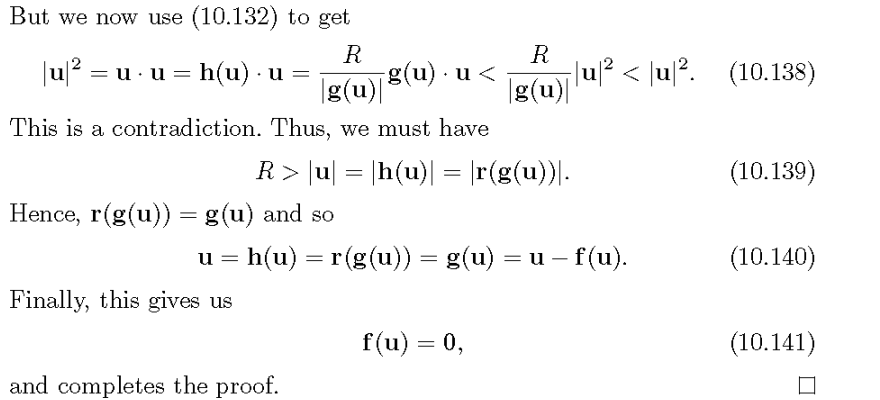 But we now use (10.132) to get
|u|² = u · u = h(u) · u = R/|g(u)| g(u) · u < R/|g(u)| |u|² < |u|². (10.138)
This is a contradiction. Thus, we must have
R > |u| = |h(u)| = |r(g(u))|. (10.139)
Hence, r(g(u)) = g(u) and so
u = h(u) = r(g(u)) = g(u) = u − f(u). (10.140)
Finally, this gives us
f(u) = 0, (10.141)
and completes the proof. □